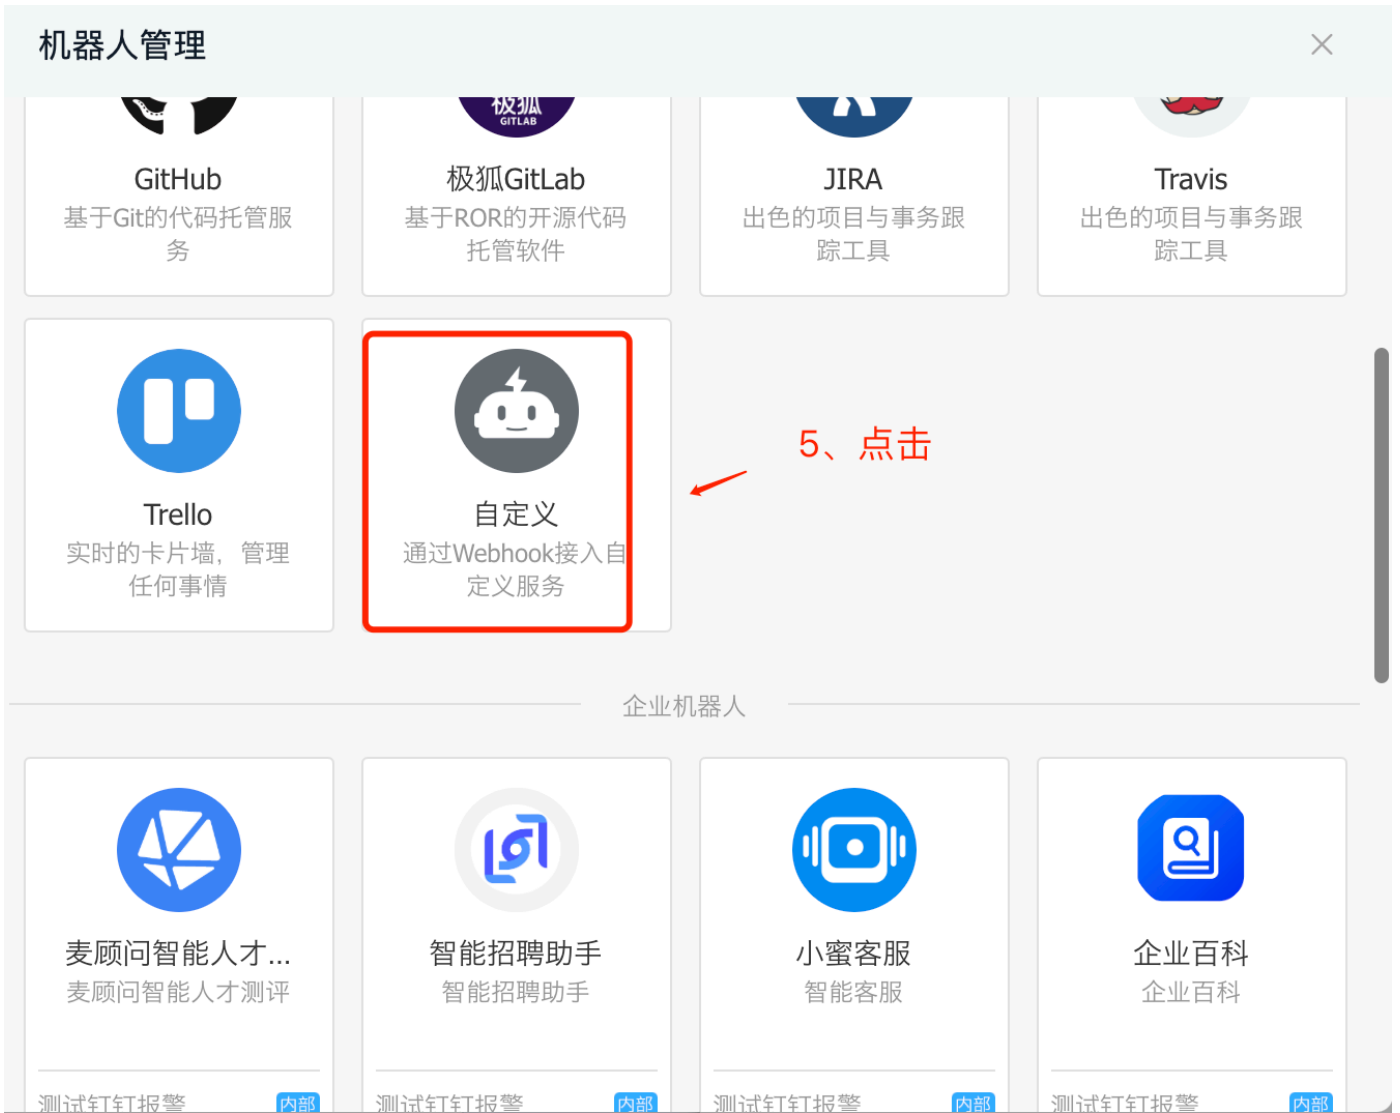 机器人管理
极狐
GITLAB
GitHub
基于Git的代码托管服
务
极狐GitLab
基于ROR的开源代码
托管软件
JIRA
出色的项目与事务跟
踪工具
Travis
出色的项目与事务跟
踪工具
Trello
实时的卡片墙，管理
任何事情
自定义
通过Webhook接入自
定义服务
5、点击
企业机器人
麦顾问智能人才...
麦顾问智能人才测评
智能招聘助手
智能招聘助手
小蜜客服
智能客服
企业百科
企业百科
测试钉钉报警
内部
测试钉钉报警
内部
测试钉钉报警
内部
测试钉钉报警
内部